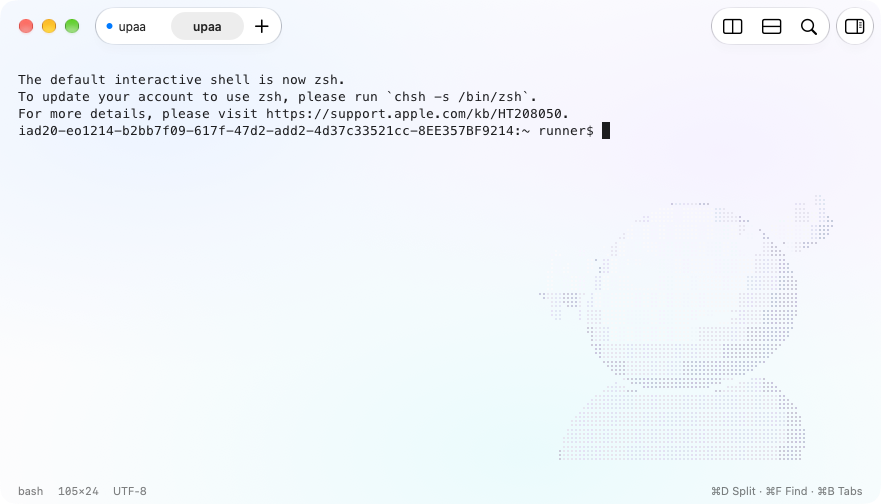 upaa upaa
The default interactive shell is now zsh.
To update your account to use zsh, please run `chsh -s /bin/zsh`.
For more details, please visit https://support.apple.com/kb/HT208050.
iad20-eo1214-b2bb7f09-617f-47d2-add2-4d37c33521cc-8EE357BF9214:~ runner$
bash 105×24 UTF-8 ⌘D Split · ⌘F Find · ⌘B Tabs